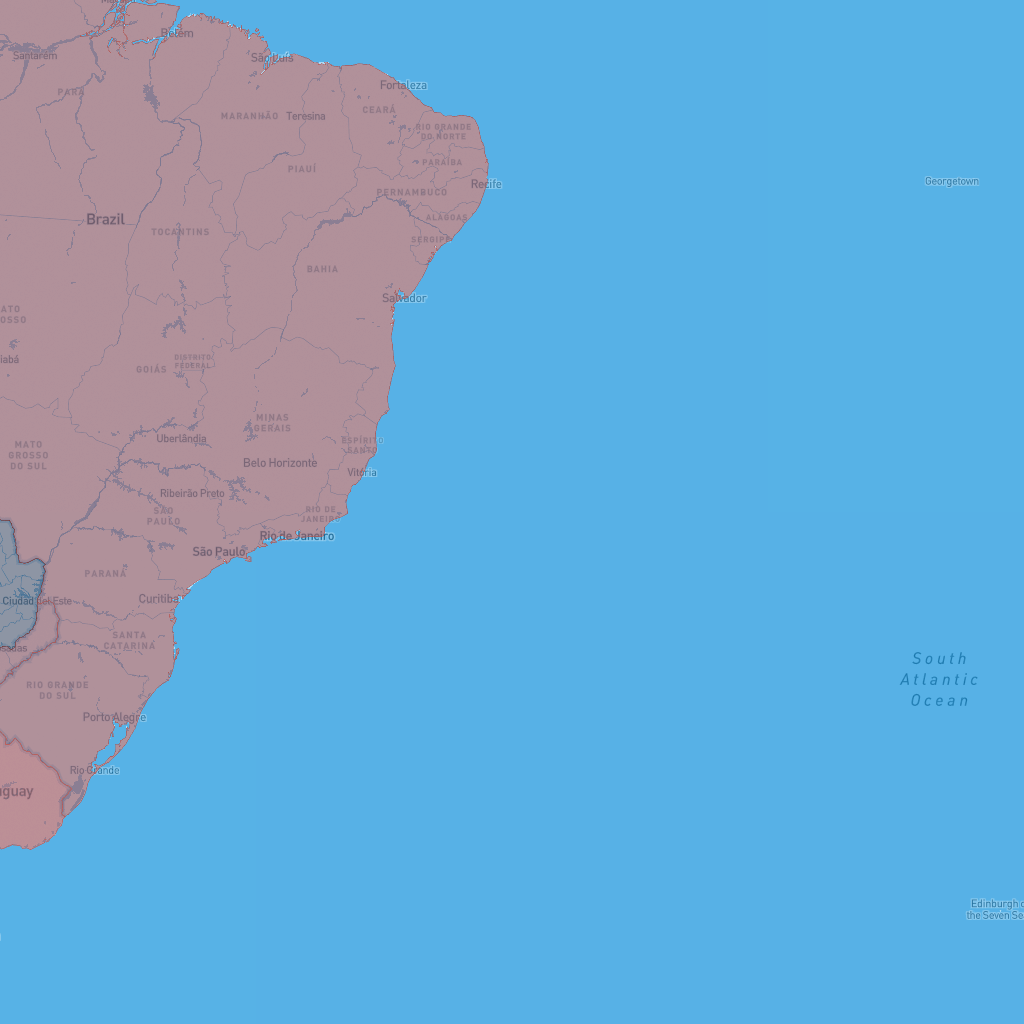 Belém
São Luís
Santarém
Fortaleza
PARÁ
CEARÁ
MARANHÃO
Teresina
RIO GRANDE
DO NORTE
PARAÍBA
PIAUÍ
Georgetown
Recife
PERNAMBUCO
Brazil
ALAGOAS
TOCANTINS
SERGIPE
BAHIA
Salvador
ATO
OSSO
iabá
DISTRITO
FEDERAL
GOIÁS
MINAS
GERAIS
Uberlândia
ESPÍRITO
SANTO
MATO
GROSSO
DO SUL
Belo Horizonte
Vitória
Ribeirão Preto
SÃO
PAULO
RIO DE
JANEIRO
Rio de Janeiro
São Paulo
PARANÁ
Ciudad del Este
Curitiba
SANTA
CATARINA
osadas
South
Atlantic
Ocean
RIO GRANDE
DO SUL
Porto Alegre
Rio Grande
uguay
Edinburgh o
the Seven Se